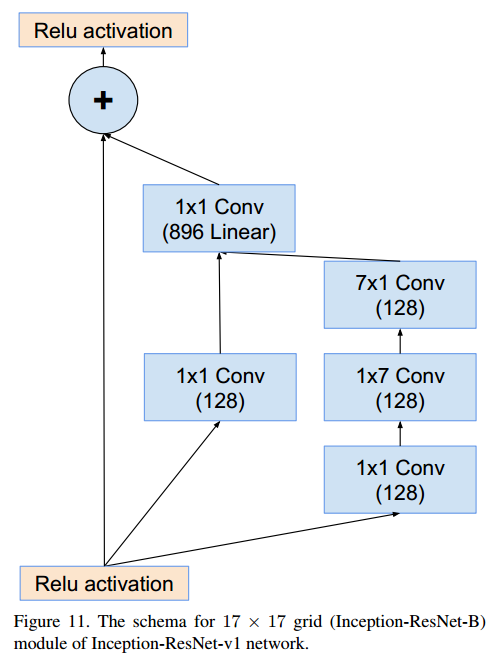 Relu activation
+
1x1 Conv
(896 Linear)
7x1 Conv
(128)
1x1 Conv
(128)
1x7 Conv
(128)
1x1 Conv
(128)
Relu activation
Figure 11. The schema for 17 × 17 grid (Inception-ResNet-B)
module of Inception-ResNet-v1 network.